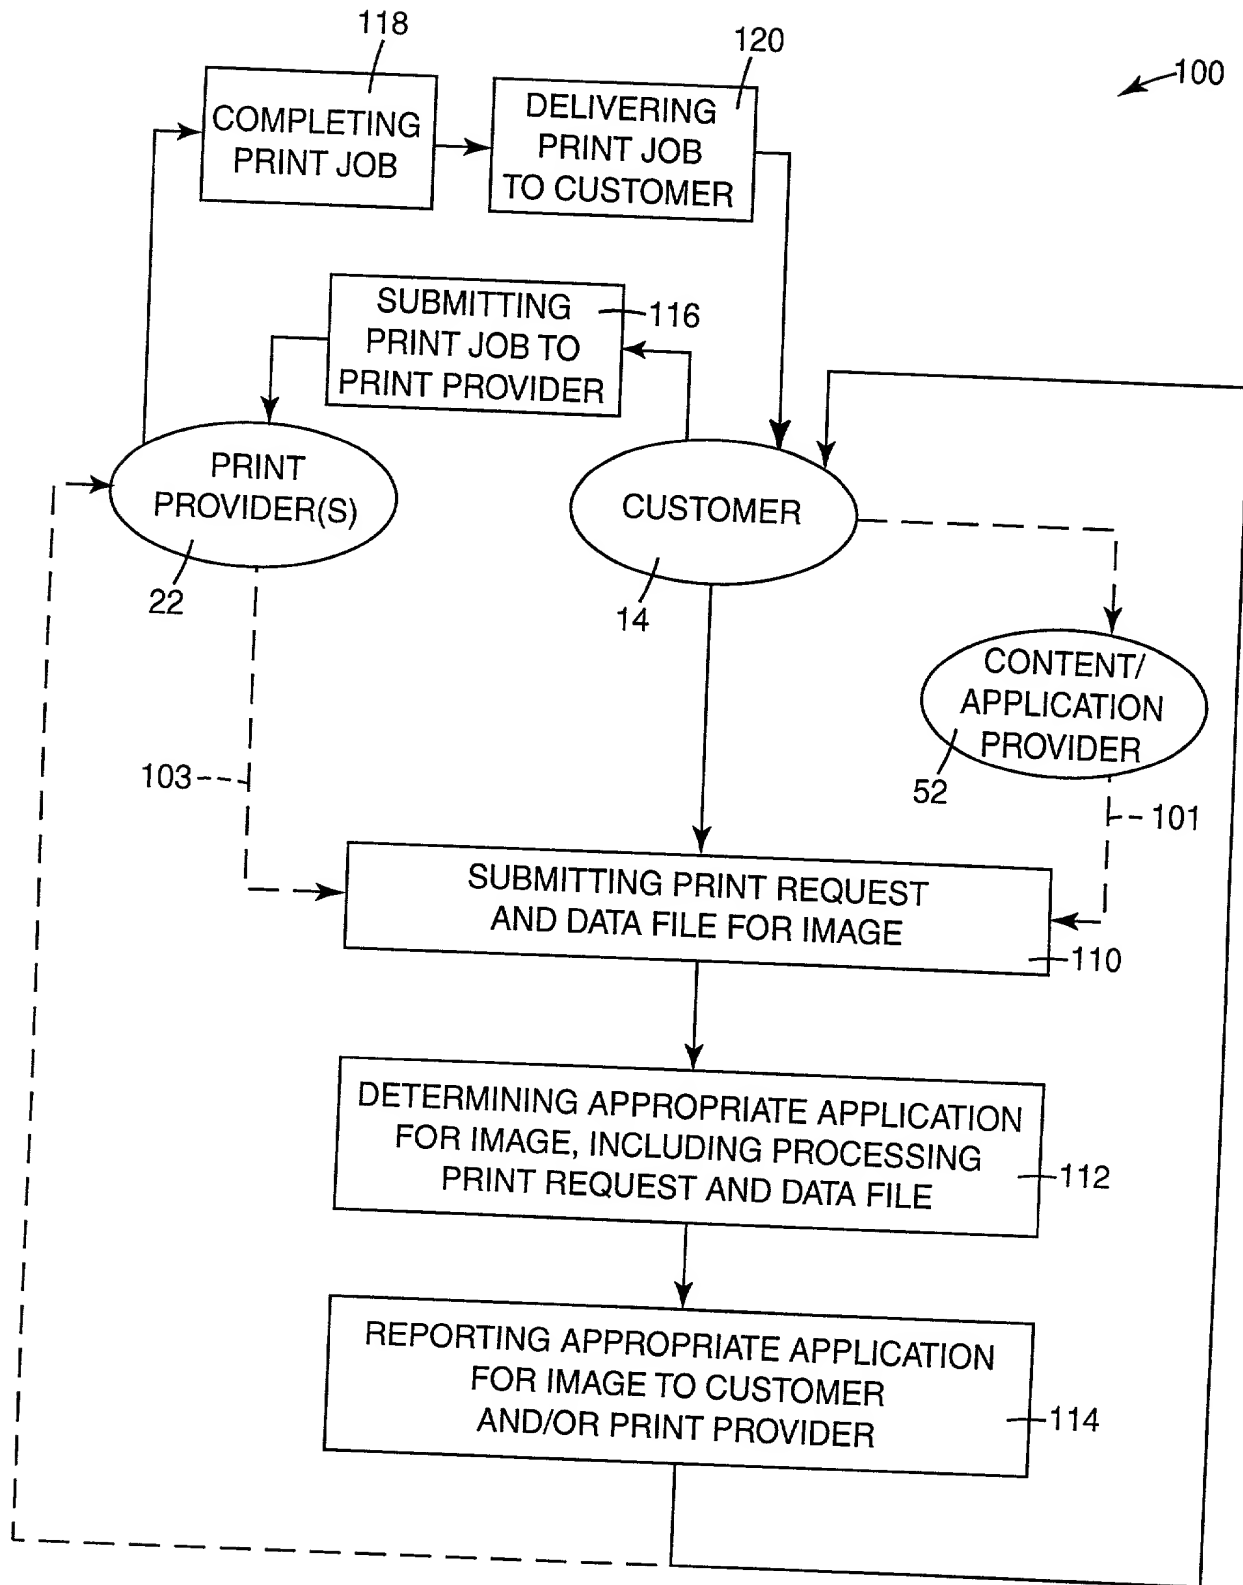 118
120
100
COMPLETING
PRINT JOB
DELIVERING
PRINT JOB
TO CUSTOMER
SUBMITTING
PRINT JOB TO
PRINT PROVIDER
116
PRINT
PROVIDER(S)
22
CUSTOMER
14
CONTENT/
APPLICATION
PROVIDER
52
103
101
SUBMITTING PRINT REQUEST
AND DATA FILE FOR IMAGE
110
DETERMINING APPROPRIATE APPLICATION
FOR IMAGE, INCLUDING PROCESSING
PRINT REQUEST AND DATA FILE
112
REPORTING APPROPRIATE APPLICATION
FOR IMAGE TO CUSTOMER
AND/OR PRINT PROVIDER
114